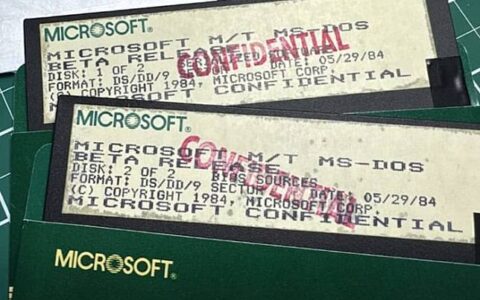 MICROSOFT®
MICROSOFT M/T MS-DOS
BETA RELEASE
DISK: 1 OF 2 DATE: 05/29/84
FORMAT: DS/DD/9
(C) COPYRIGHT 1984, MICROSOFT CORP.
MICROSOFT CONFIDENTIAL
CONFIDENTIAL
MICROSOFT®
MICROSOFT M/T MS-DOS
BETA RELEASE
DISK: 2 OF 2 BIOS SOURCES
FORMAT: DS/DD/9 SECTOR DATE: 05/29/84
(C) COPYRIGHT 1984, MICROSOFT CORP.
MICROSOFT CONFIDENTIAL
CONFIDENTIAL
MICROSOFT®